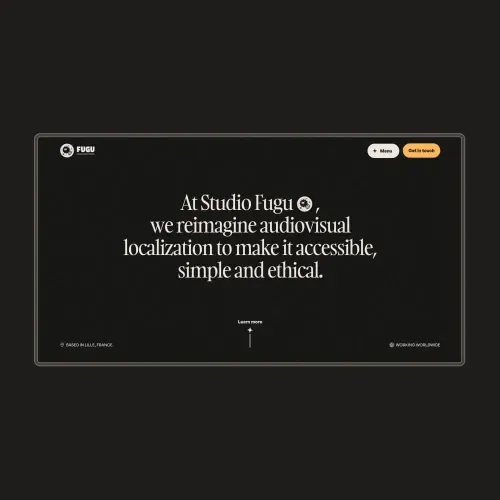 FUGU
+ Menu
Get in touch
At Studio Fugu ,
we reimagine audiovisual
localization to make it accessible,
simple and ethical.
Learn more
BASED IN LILLE, FRANCE
WORKING WORLDWIDE